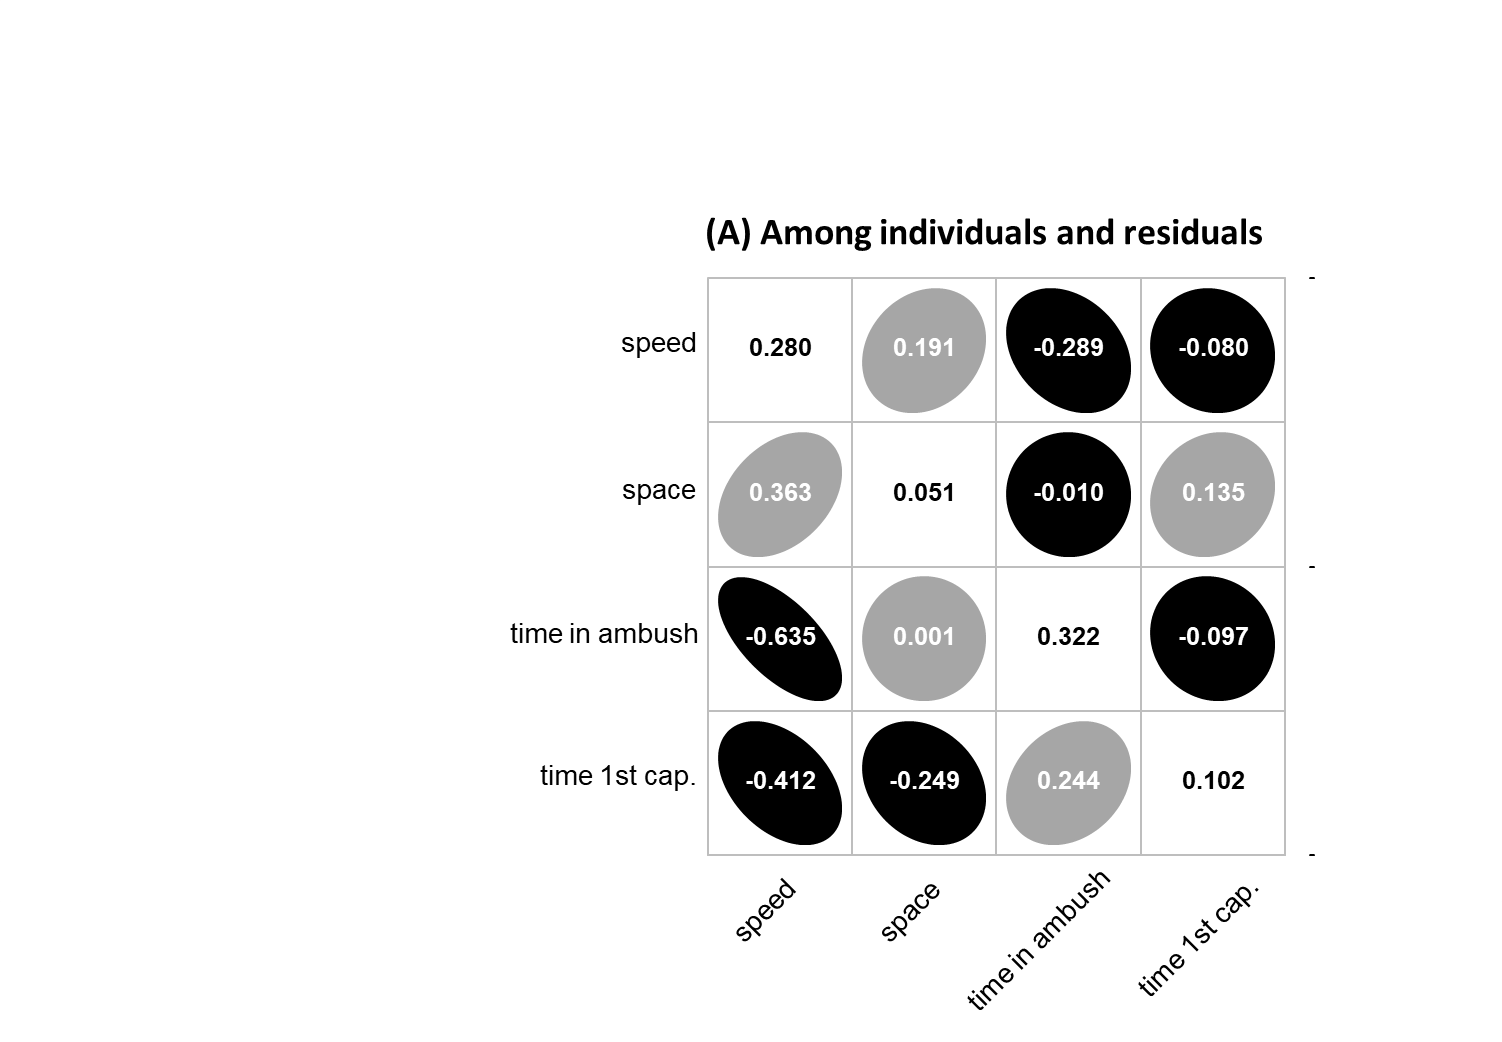 (A) Among individuals and residuals
speed 0.280 0.191 -0.289 -0.080
space 0.363 0.051 -0.010 0.135
time in ambush -0.635 0.001 0.322 -0.097
time 1st cap. -0.412 -0.249 0.244 0.102
speed space time in ambush time 1st cap.